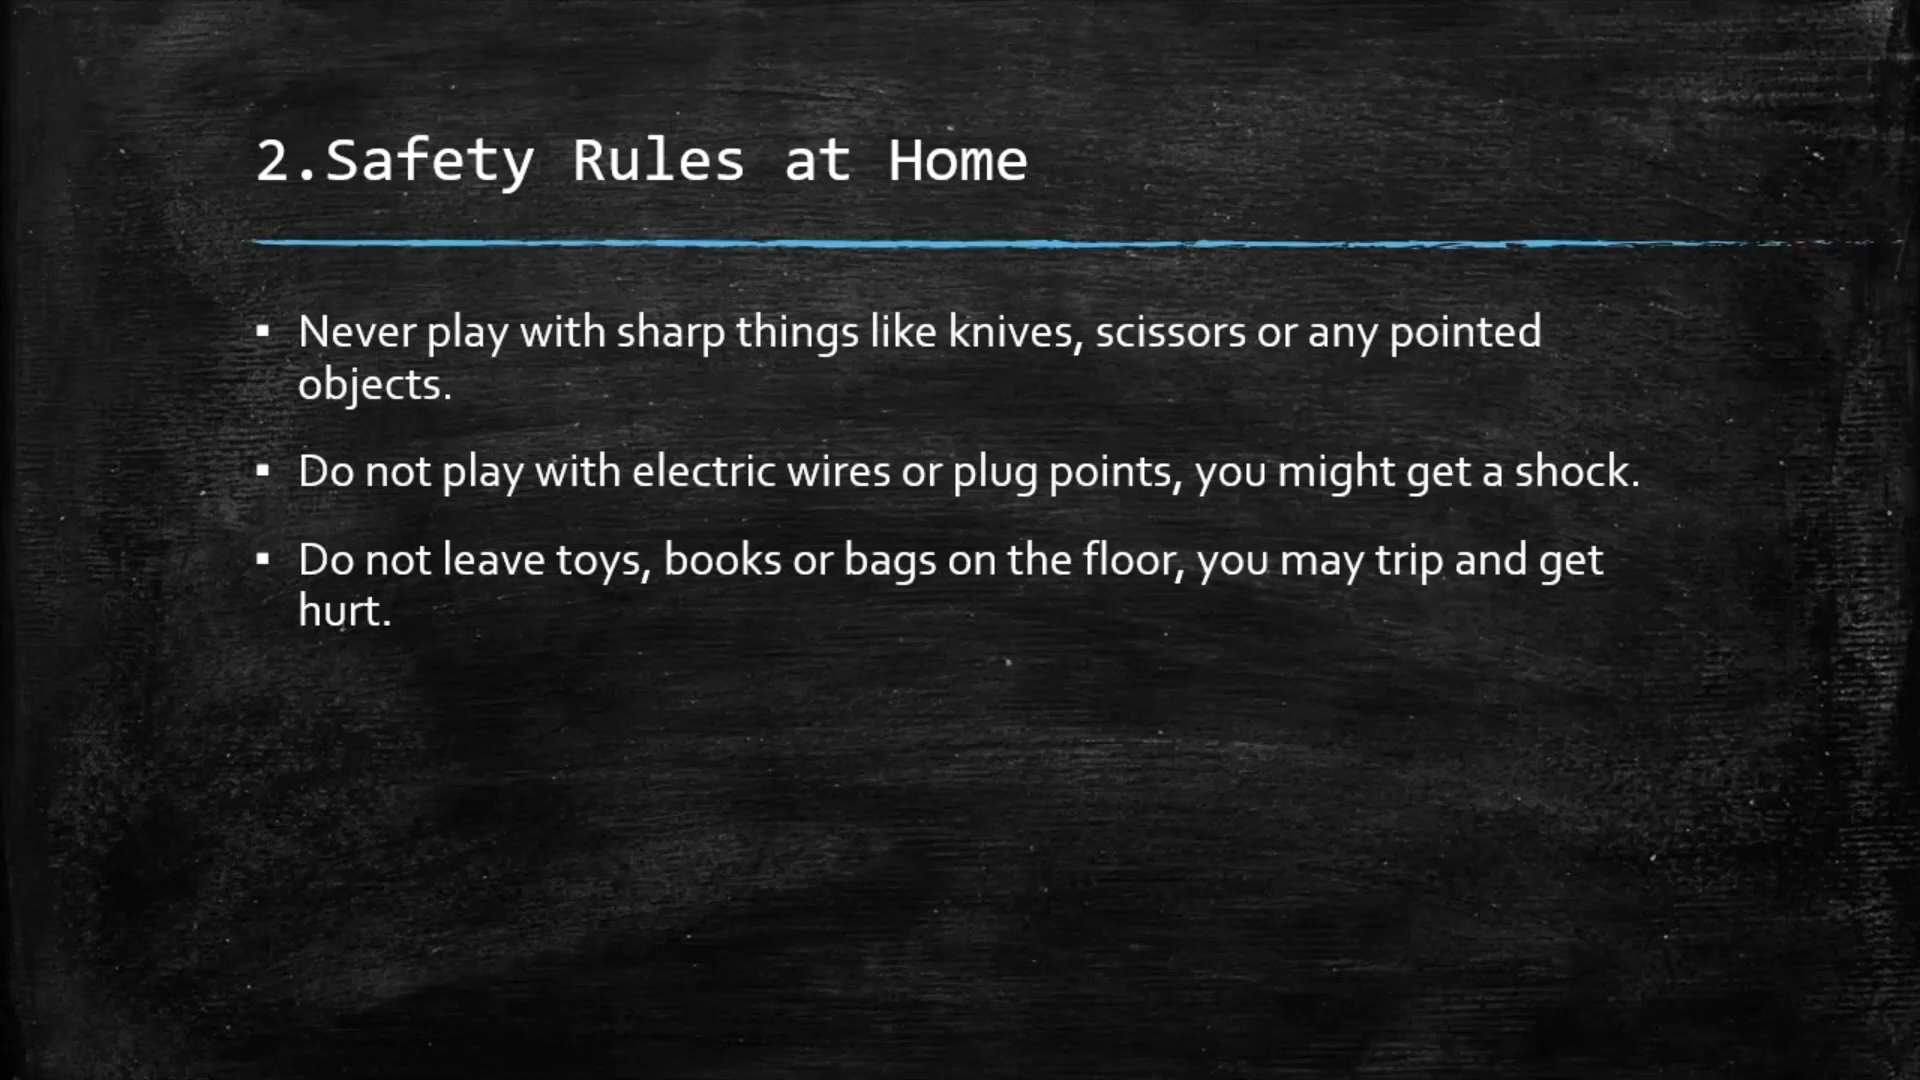 2.Safety Rules at Home
▪ Never play with sharp things like knives, scissors or any pointed
objects.
▪ Do not play with electric wires or plug points, you might get a shock.
▪ Do not leave toys, books or bags on the floor, you may trip and get
hurt.